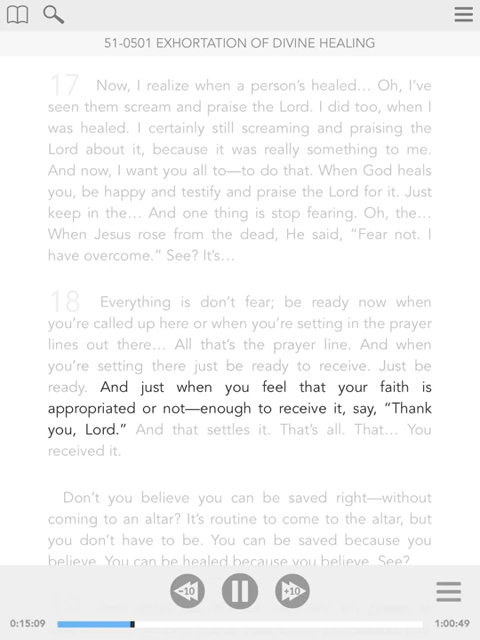 51-0501 EXHORTATION OF DIVINE HEALING
17 Now, I realize when a person's healed… Oh, I've
seen them scream and praise the Lord. I did too, when I
was healed. I certainly still screaming and praising the
Lord about it, because it was really something to me.
And now, I want you all to—to do that. When God heals
you, be happy and testify and praise the Lord for it. Just
keep in the… And one thing is stop fearing. Oh, the…
When Jesus rose from the dead, He said, "Fear not. I
have overcome." See? It's…
18 Everything is don't fear; be ready now when
you're called up here or when you're setting in the prayer
lines out there… All that's the prayer line. And when
you're setting there just be ready to receive. Just be
ready. And just when you feel that your faith is
appropriated or not—enough to receive it, say, "Thank
you, Lord." And that settles it. That's all. That… You
received it.
Don't you believe you can be saved right—without
coming to an altar? It's routine to come to the altar, but
you don't have to be. You can be saved because you
believe. You can be healed because you believe. See?
-10
+10
0:15:09
1:00:49